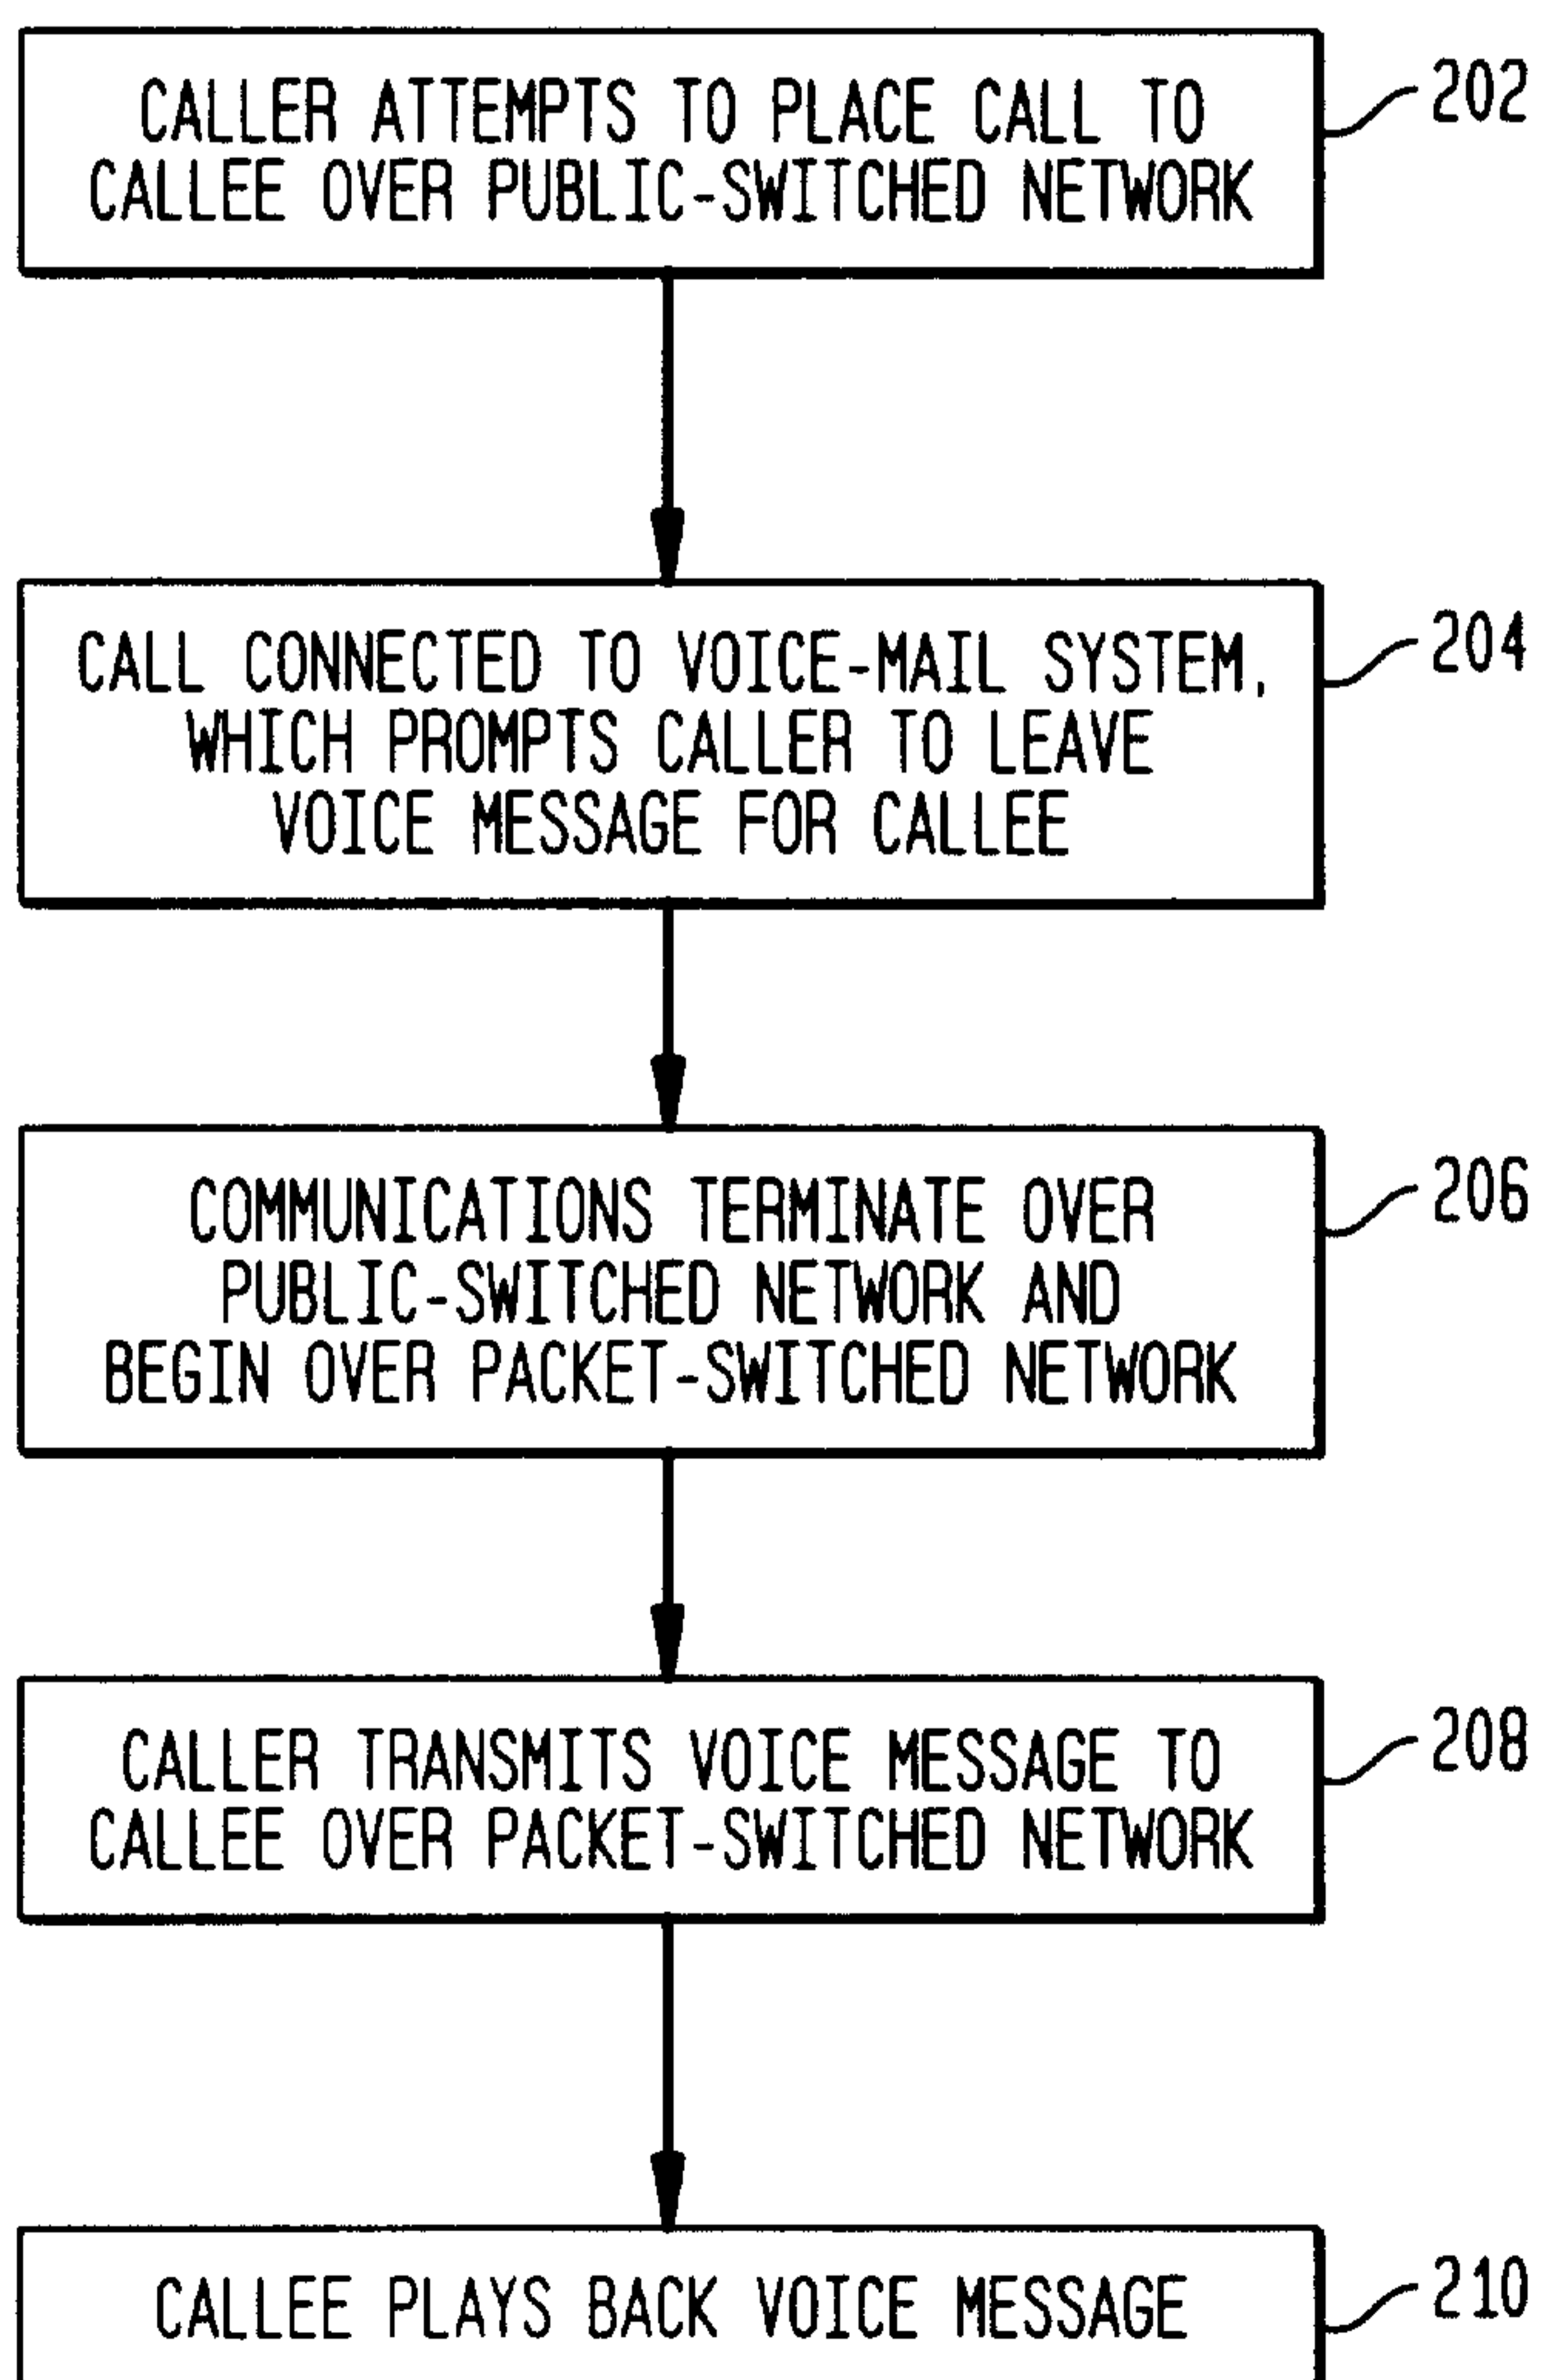 CALLER ATTEMPTS TO PLACE CALL TO
CALLEE OVER PUBLIC-SWITCHED NETWORK
202
CALL CONNECTED TO VOICE-MAIL SYSTEM,
WHICH PROMPTS CALLER TO LEAVE
VOICE MESSAGE FOR CALLEE
204
COMMUNICATIONS TERMINATE OVER
PUBLIC-SWITCHED NETWORK AND
BEGIN OVER PACKET-SWITCHED NETWORK
206
CALLER TRANSMITS VOICE MESSAGE TO
CALLEE OVER PACKET-SWITCHED NETWORK
208
CALLEE PLAYS BACK VOICE MESSAGE
210